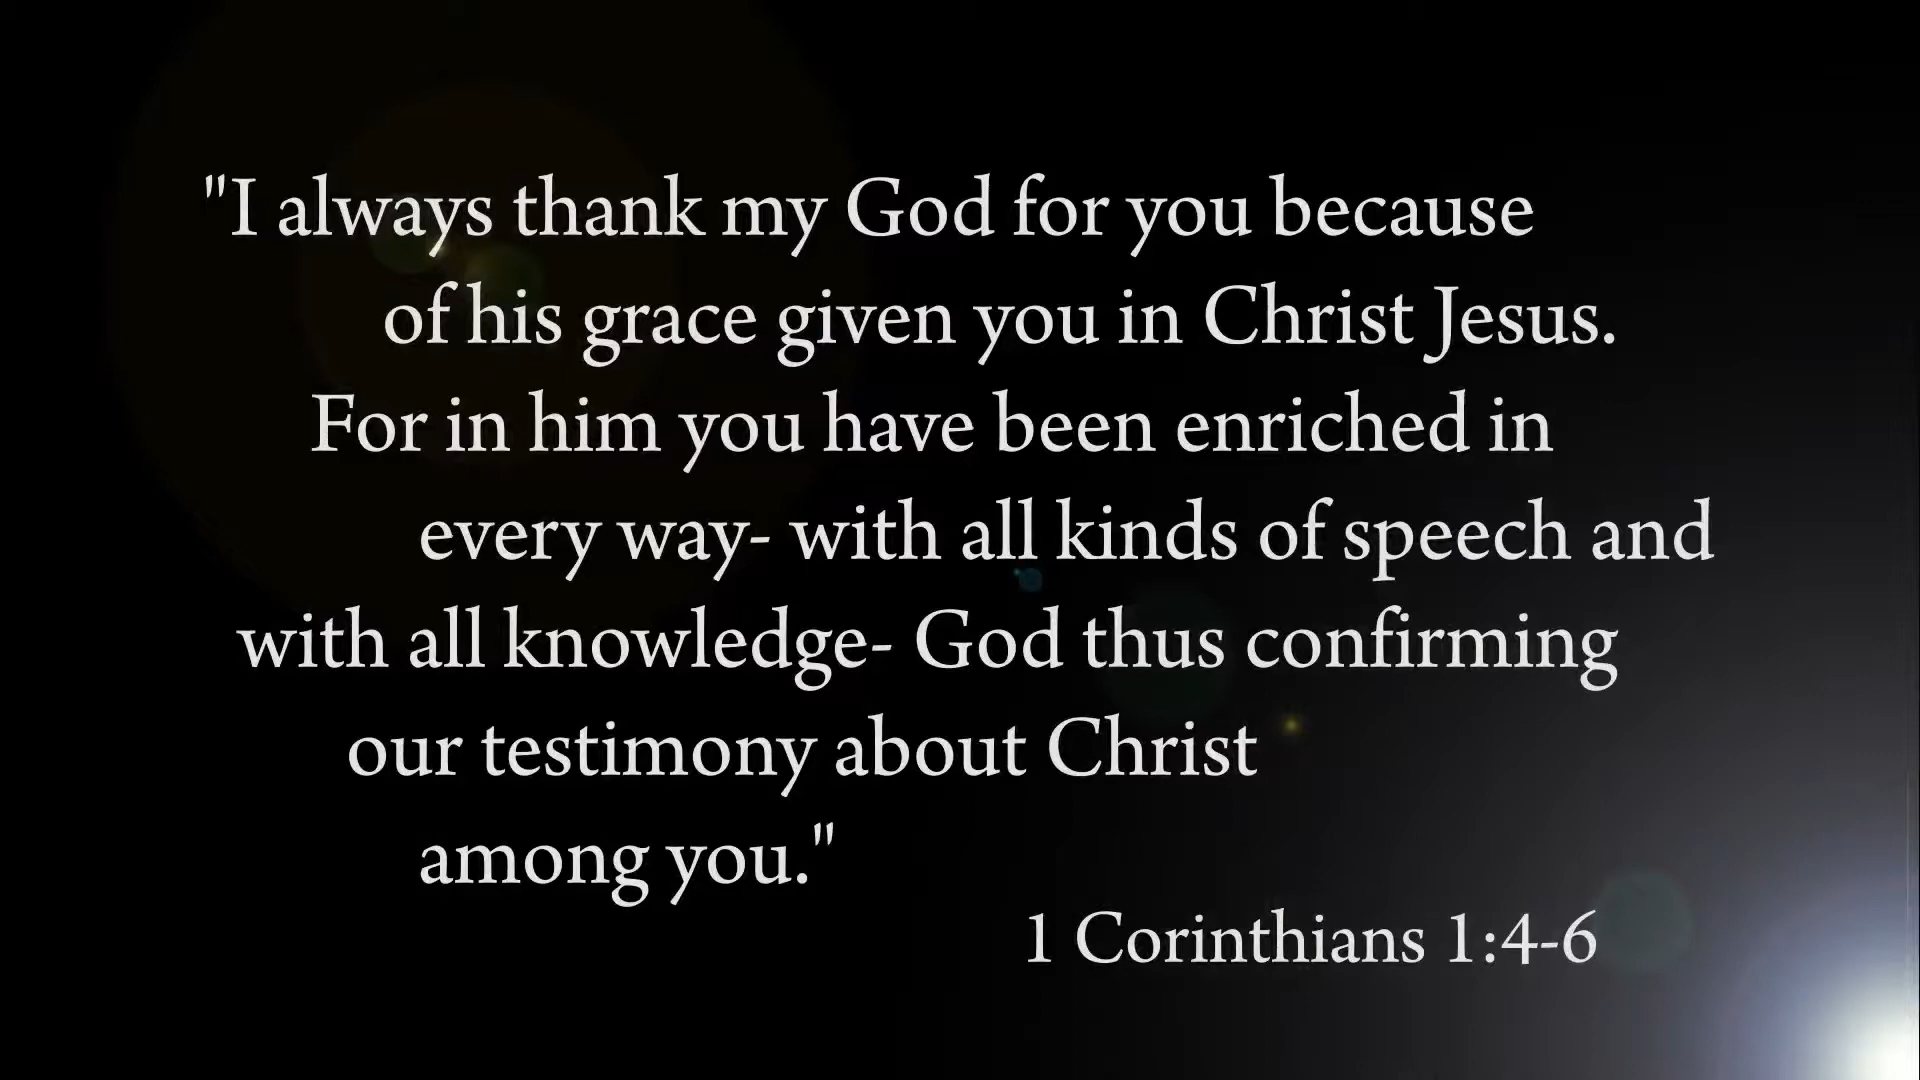 "I always thank my God for you because
of his grace given you in Christ Jesus.
For in him you have been enriched in
every way- with all kinds of speech and
with all knowledge- God thus confirming
our testimony about Christ
among you."
1 Corinthians 1:4-6